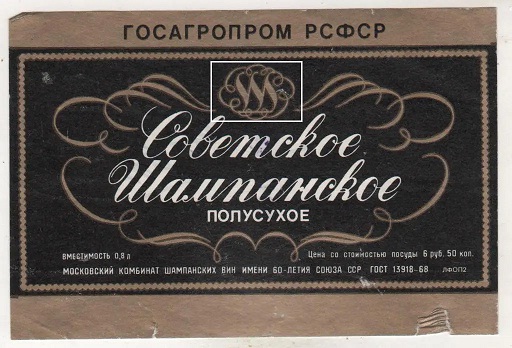 ГОСАГРОПРОМ РСФСР
Советское
Шампанское
ПОЛУСУХОЕ
ВМЕСТИМОСТЬ 0,8 л
Цена со стоимостью посуды 6 руб. 50 коп.
МОСКОВСКИЙ КОМБИНАТ ШАМПАНСКИХ ВИН ИМЕНИ 60-ЛЕТИЯ СОЮЗА ССР ГОСТ 13918-68 ЛФОП2